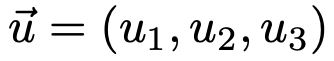 $\vec{u} = (u_1, u_2, u_3)$